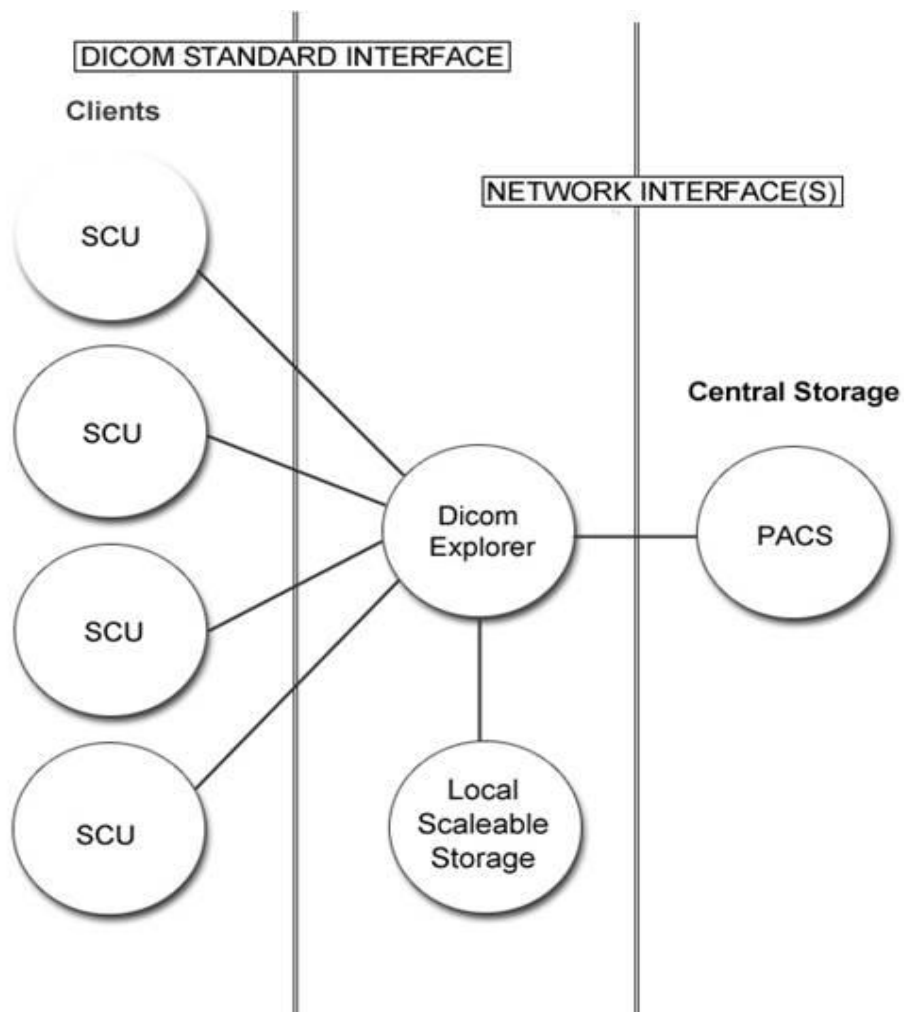 DICOM STANDARD INTERFACE
Clients
NETWORK INTERFACE(S)
SCU
SCU
Central Storage
Dicom
Explorer
PACS
SCU
Local
Scaleable
Storage
SCU